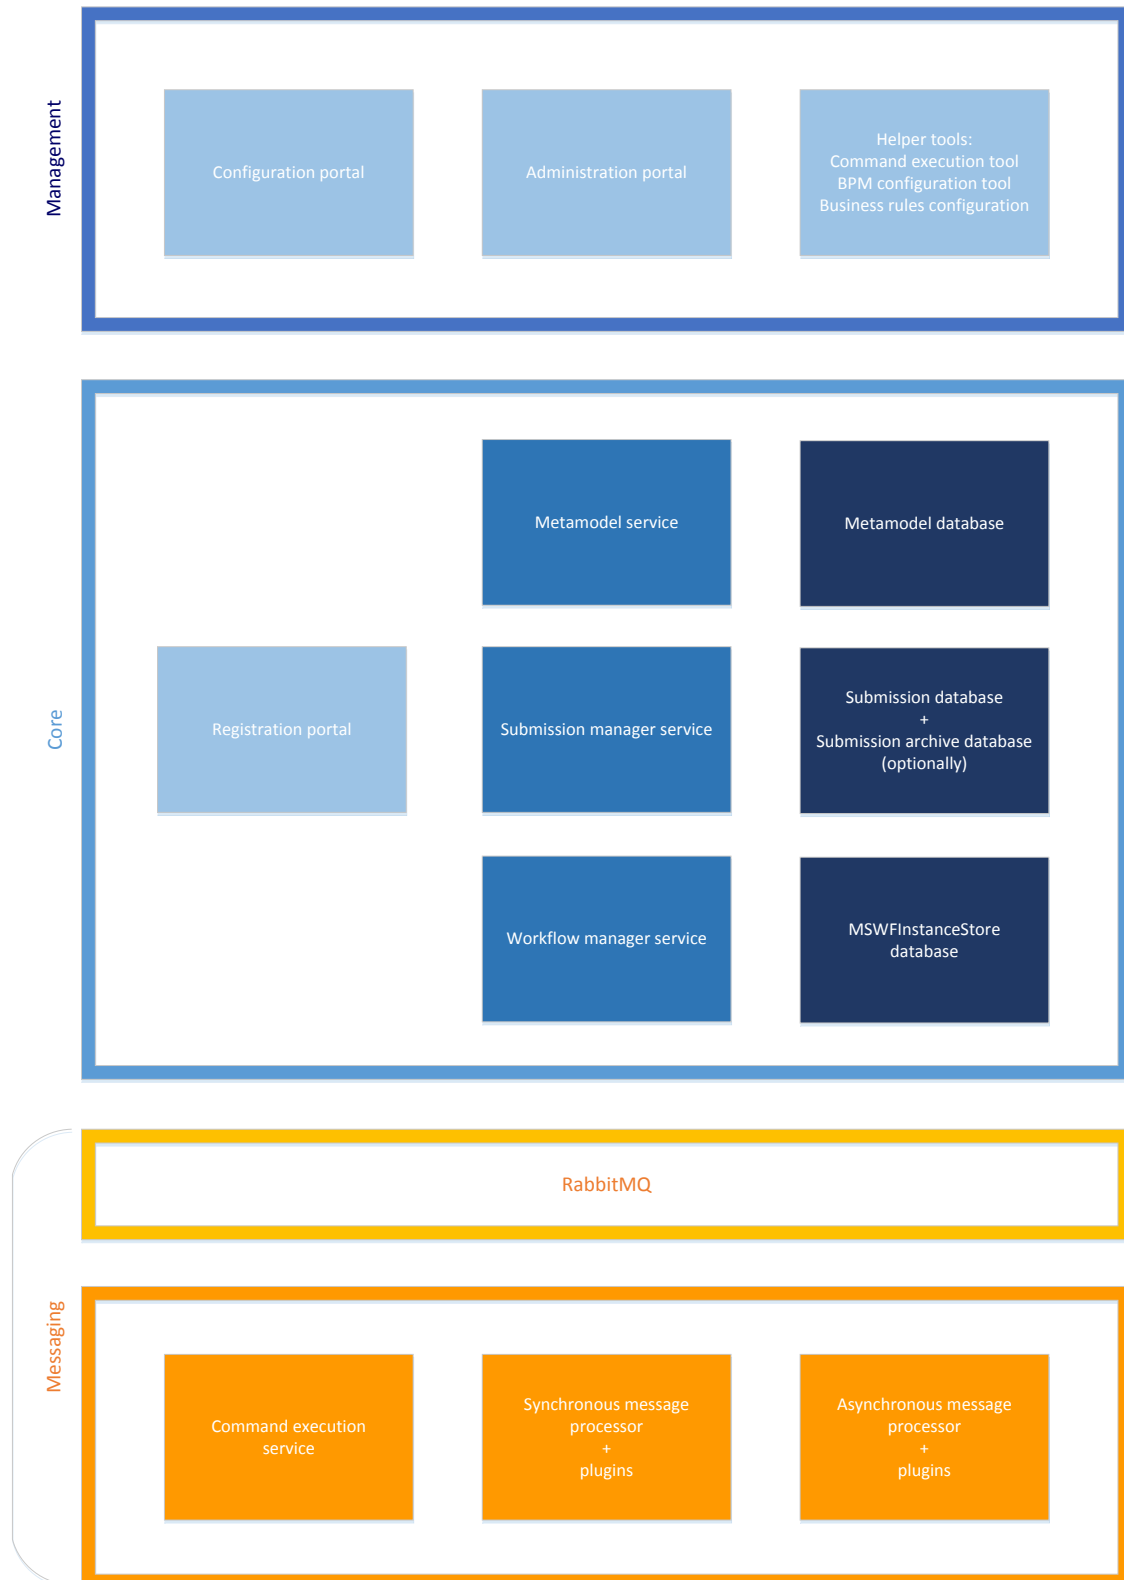 Management
Configuration portal
Administration portal
Helper tools:
Command execution tool
BPM configuration tool
Business rules configuration
Core
Metamodel service
Metamodel database
Registration portal
Submission manager service
Submission database
+
Submission archive database
(optionally)
Workflow manager service
MSWFInstanceStore
database
Messaging
RabbitMQ
Command execution
service
Synchronous message
processor
+
plugins
Asynchronous message
processor
+
plugins